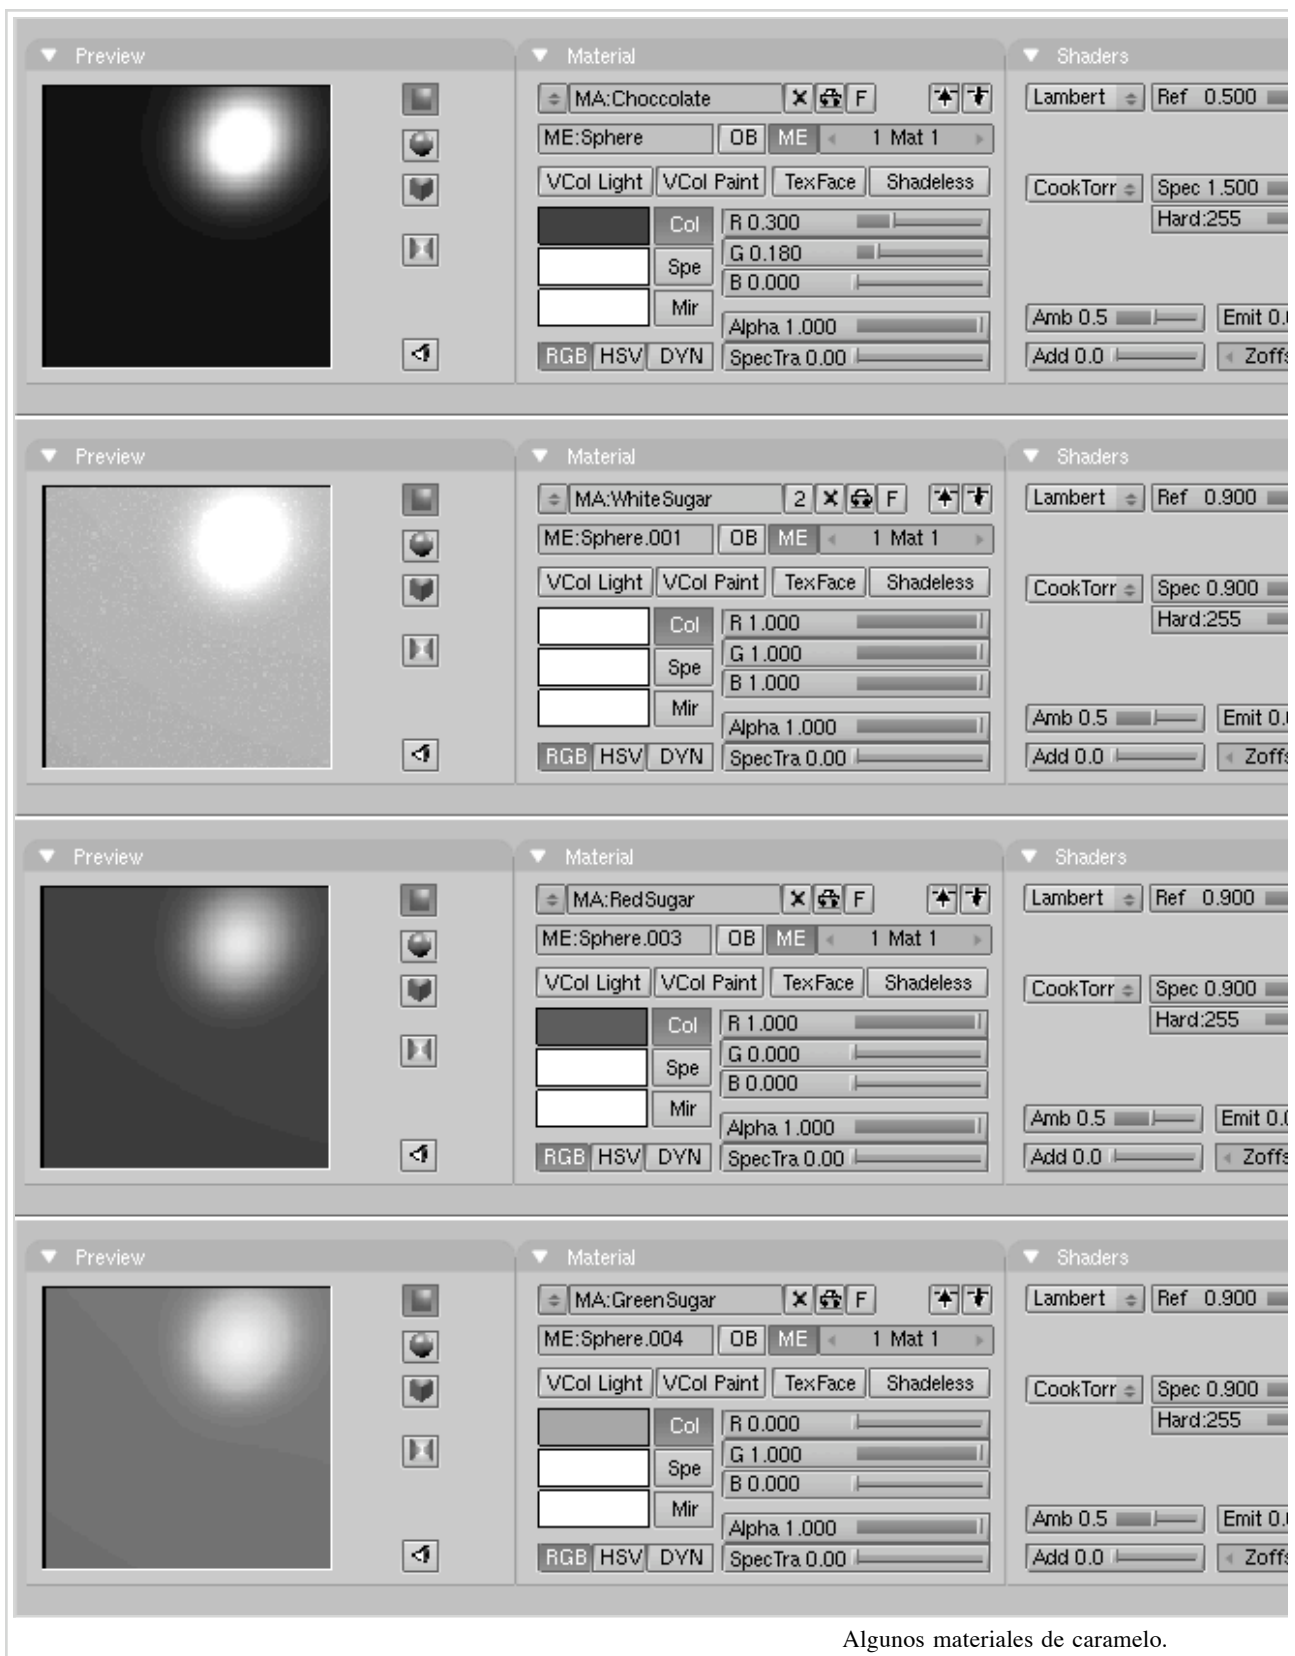 Preview Material Shaders
MA:Choccolate F Lambert Ref 0.500
ME:Sphere OB ME 1 Mat 1
VCol Light VCol Paint TexFace Shadeless CookTorr Spec 1.500
Col R 0.300 Hard:255
Spe G 0.180
B 0.000
Mir Alpha 1.000 Amb 0.5 Emit
RGB HSV DYN SpecTra 0.00 Add 0.0
Preview Material Shaders
MA:WhiteSugar 2 F Lambert Ref 0.900
ME:Sphere.001 OB ME 1 Mat 1
VCol Light VCol Paint TexFace Shadeless CookTorr Spec 0.900
Col R 1.000 Hard:255
Spe G 1.000
B 1.000
Mir Alpha 1.000 Amb 0.5 Emit
RGB HSV DYN SpecTra 0.00 Add 0.0
Preview Material Shaders
MA:RedSugar F Lambert Ref 0.900
ME:Sphere.003 OB ME 1 Mat 1
VCol Light VCol Paint TexFace Shadeless CookTorr Spec 0.900
Col R 1.000 Hard:255
Spe G 0.000
B 0.000
Mir Alpha 1.000 Amb 0.5 Emit
RGB HSV DYN SpecTra 0.00 Add 0.0
Preview Material Shaders
MA:GreenSugar F Lambert Ref 0.900
ME:Sphere.004 OB ME 1 Mat 1
VCol Light VCol Paint TexFace Shadeless CookTorr Spec 0.900
Col R 0.000 Hard:255
Spe G 1.000
B 0.000
Mir Alpha 1.000 Amb 0.5 Emit
RGB HSV DYN SpecTra 0.00 Add 0.0
Algunos materiales de caramelo.